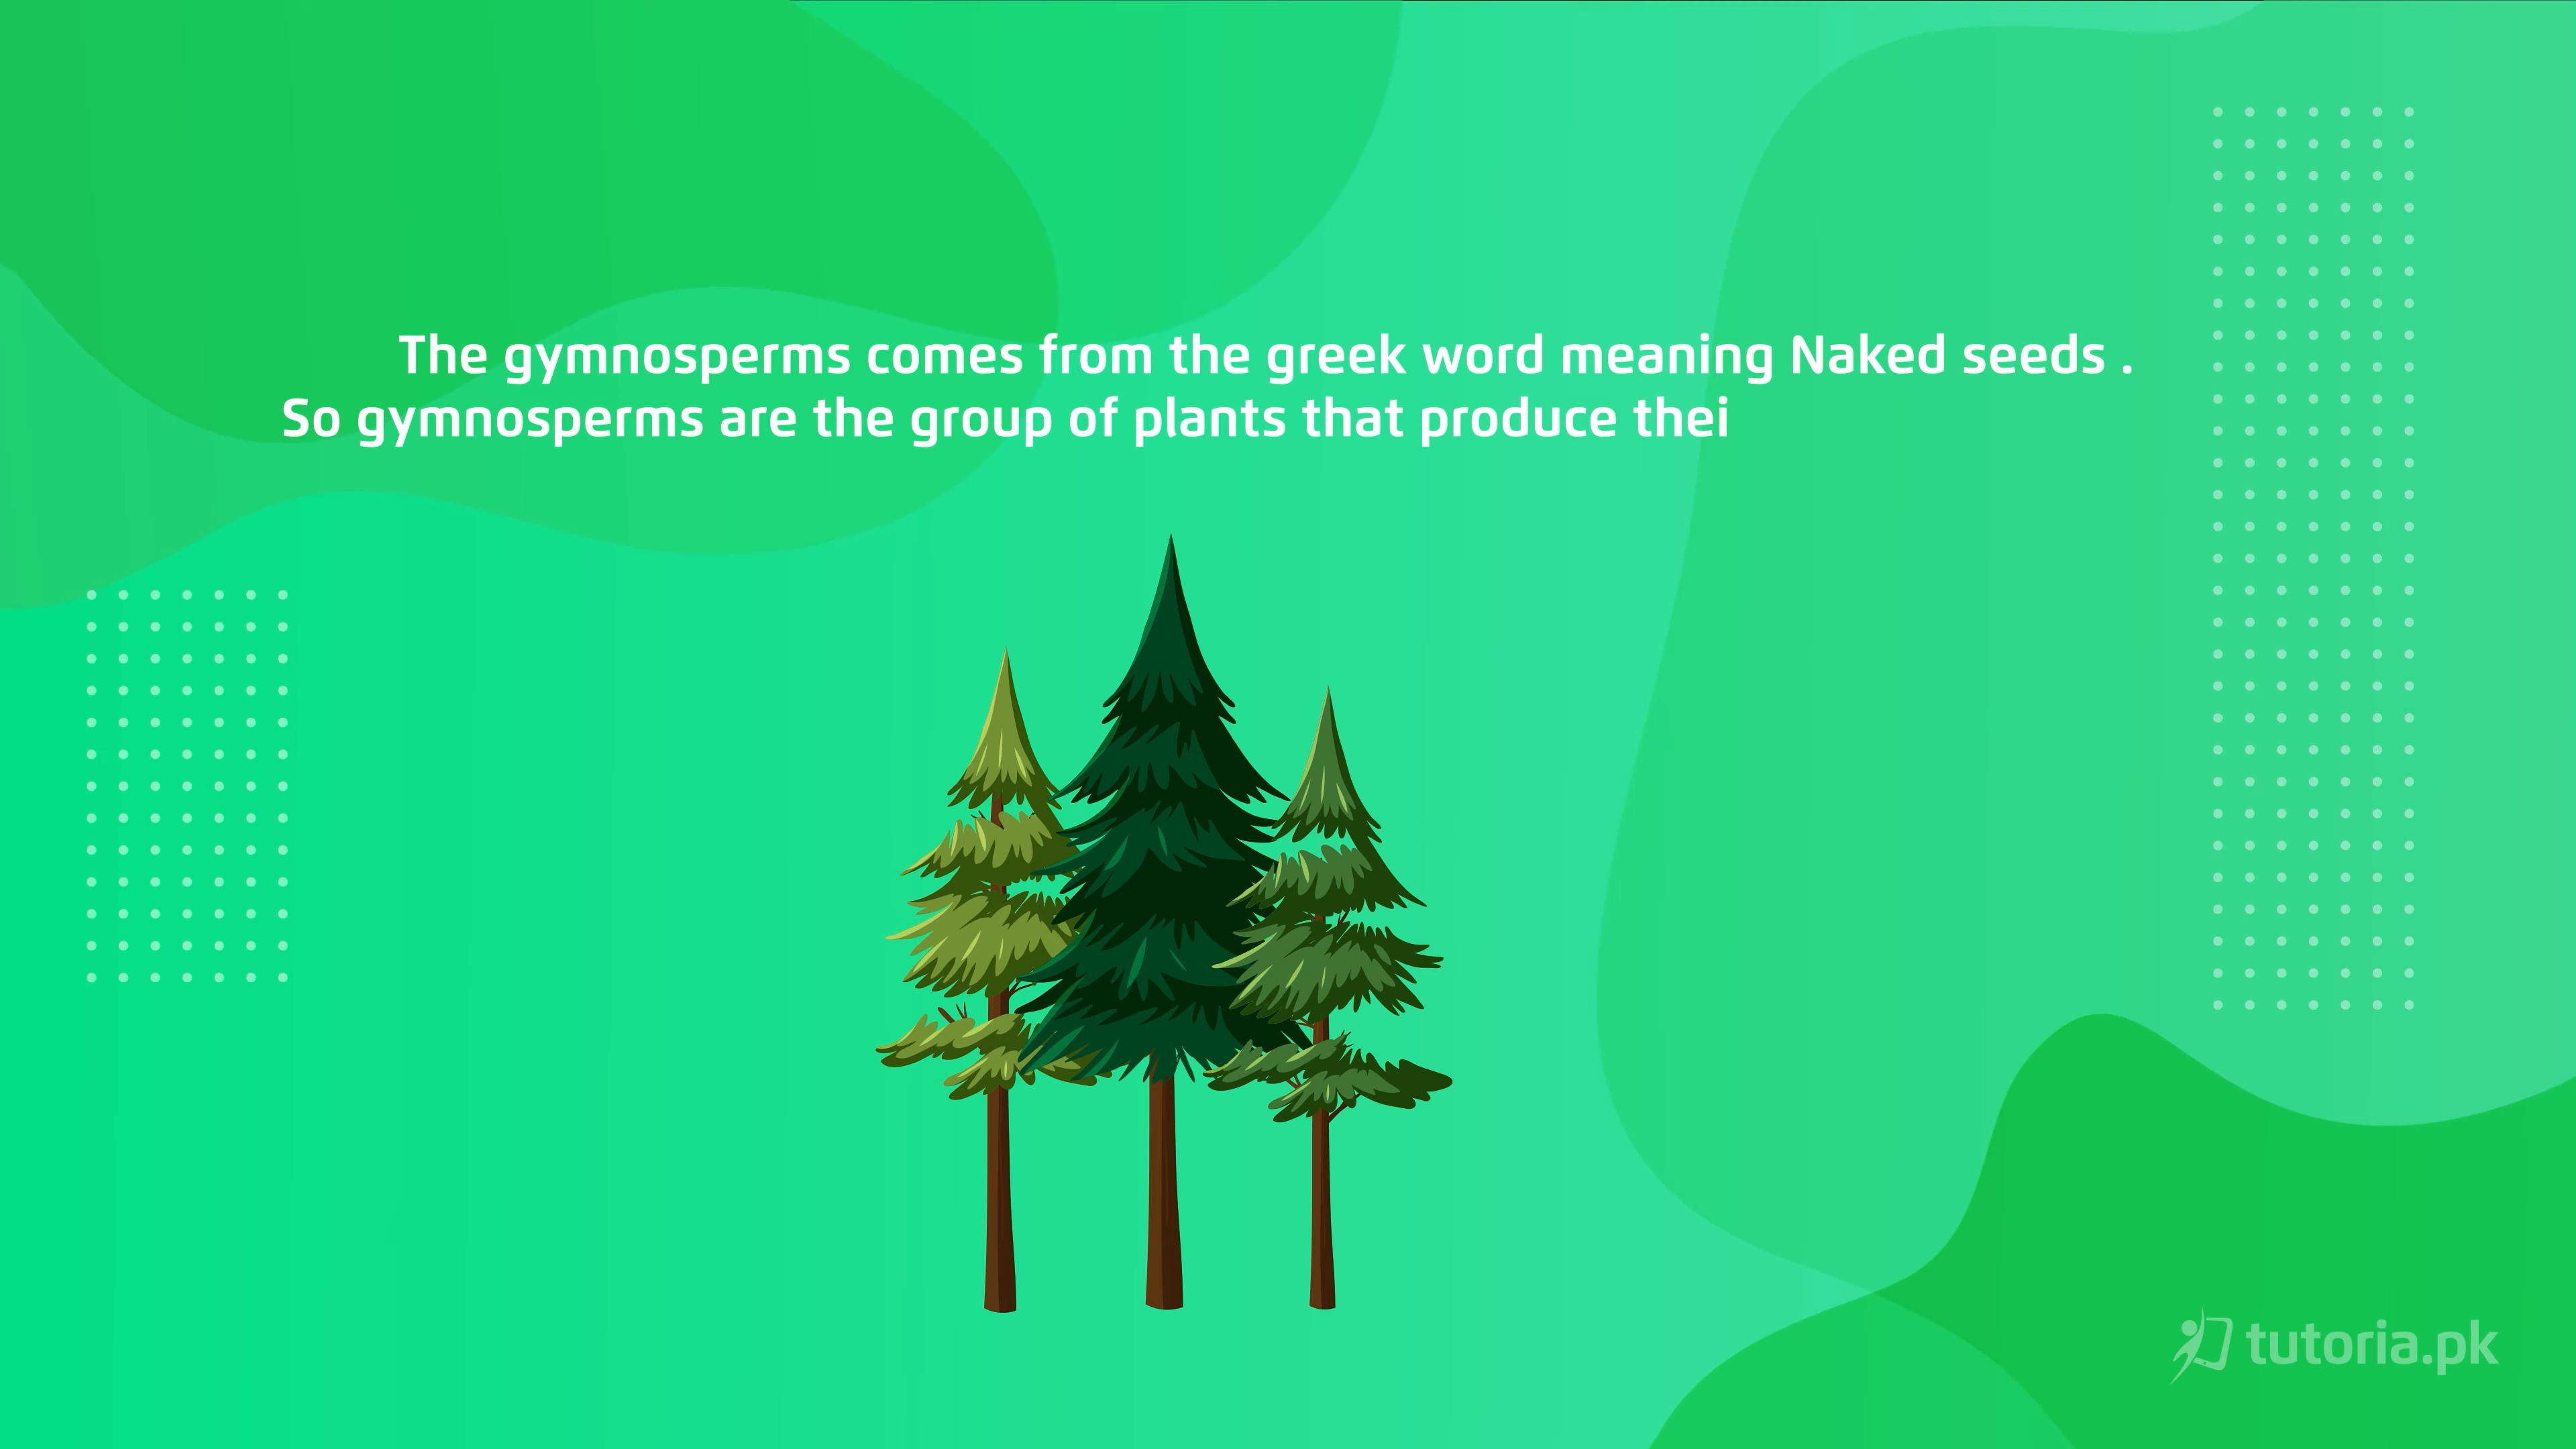 The gymnosperms comes from the greek word meaning Naked seeds .
So gymnosperms are the group of plants that produce thei
tutoria.pk